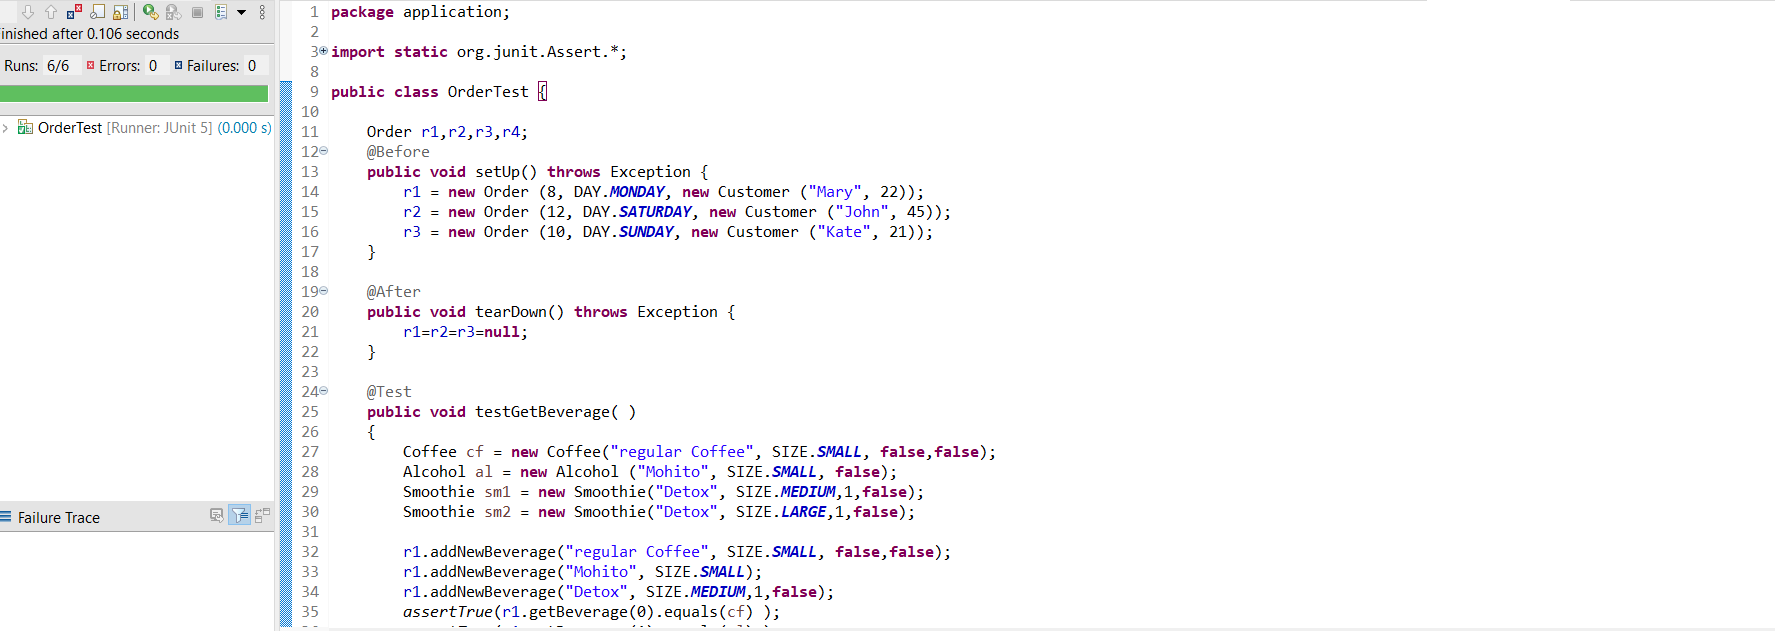 inished after 0.106 seconds
Runs: 6/6 Errors: 0 Failures: 0
OrderTest [Runner: JUnit 5] (0.000 s)
Failure Trace
1 package application;
2
3 import static org.junit.Assert.*;
8
9 public class OrderTest {
10
11 Order r1,r2,r3,r4;
12 @Before
13 public void setUp() throws Exception {
14 r1 = new Order (8, DAY.MONDAY, new Customer ("Mary", 22));
15 r2 = new Order (12, DAY.SATURDAY, new Customer ("John", 45));
16 r3 = new Order (10, DAY.SUNDAY, new Customer ("Kate", 21));
17 }
18
19 @After
20 public void tearDown() throws Exception {
21 r1=r2=r3=null;
22 }
23
24 @Test
25 public void testGetBeverage( )
26 {
27 Coffee cf = new Coffee("regular Coffee", SIZE.SMALL, false,false);
28 Alcohol al = new Alcohol ("Mohito", SIZE.SMALL, false);
29 Smoothie sm1 = new Smoothie("Detox", SIZE.MEDIUM,1,false);
30 Smoothie sm2 = new Smoothie("Detox", SIZE.LARGE,1,false);
31
32 r1.addNewBeverage("regular Coffee", SIZE.SMALL, false,false);
33 r1.addNewBeverage("Mohito", SIZE.SMALL);
34 r1.addNewBeverage("Detox", SIZE.MEDIUM,1,false);
35 assertTrue(r1.getBeverage(0).equals(cf) );